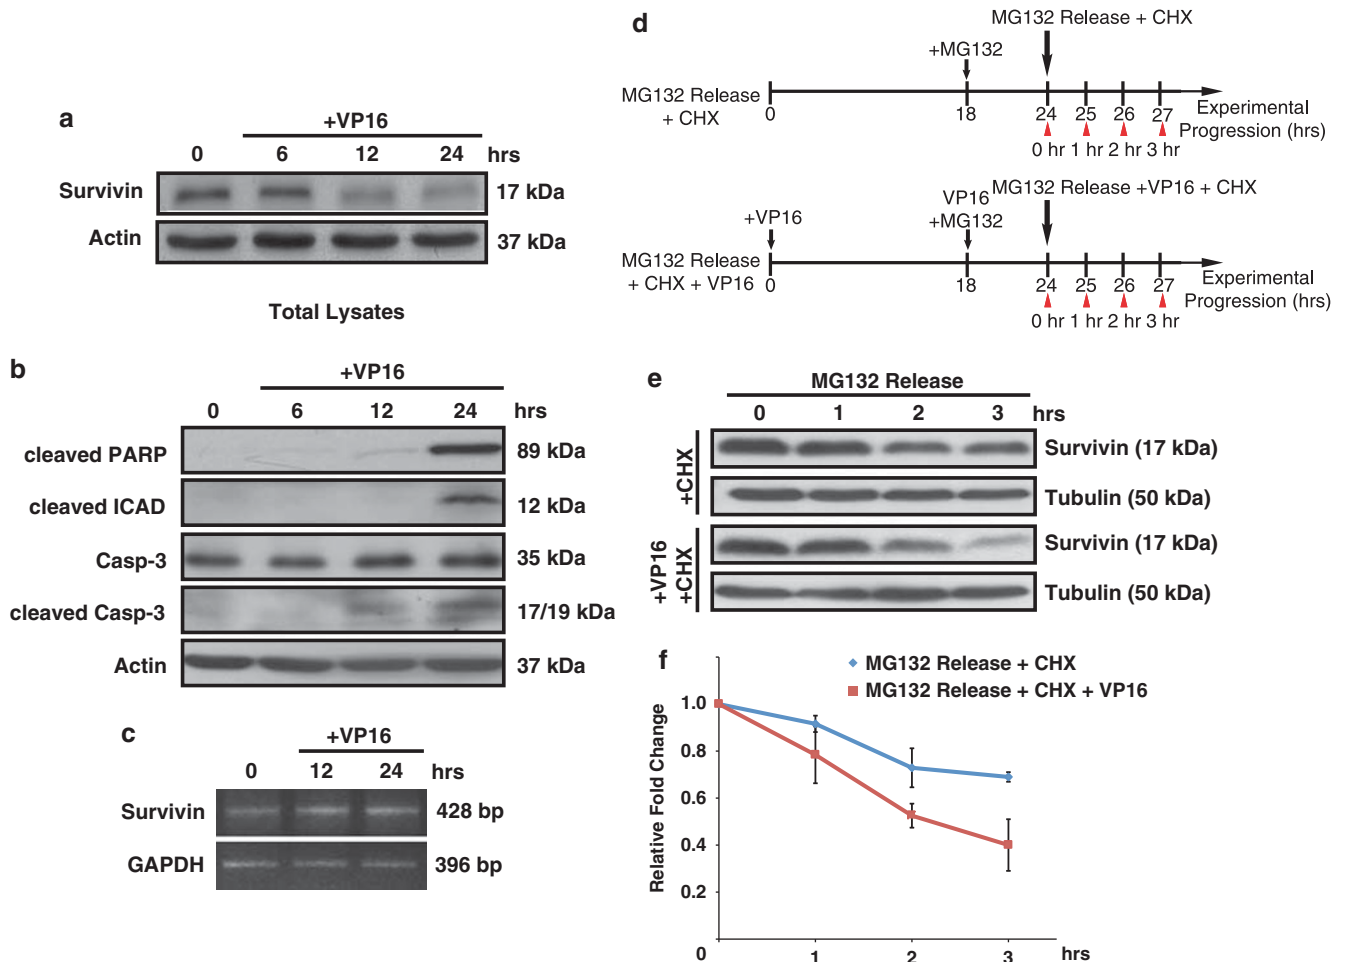 a
+VP16
0 6 12 24 hrs
Survivin 17 kDa
Actin 37 kDa
Total Lysates
b
+VP16
0 6 12 24 hrs
cleaved PARP 89 kDa
cleaved ICAD 12 kDa
Casp-3 35 kDa
cleaved Casp-3 17/19 kDa
Actin 37 kDa
c
+VP16
0 12 24 hrs
Survivin 428 bp
GAPDH 396 bp
d
MG132 Release + CHX
+MG132
MG132 Release
+ CHX
0 18 24 25 26 27
0 hr 1 hr 2 hr 3 hr
Experimental
Progression (hrs)
MG132 Release +VP16 + CHX
VP16
+MG132
+VP16
MG132 Release
+ CHX + VP16
0 18 24 25 26 27
0 hr 1 hr 2 hr 3 hr
Experimental
Progression (hrs)
e
MG132 Release
0 1 2 3 hrs
+CHX
Survivin (17 kDa)
Tubulin (50 kDa)
+VP16
+CHX
Survivin (17 kDa)
Tubulin (50 kDa)
f
MG132 Release + CHX
MG132 Release + CHX + VP16
Relative Fold Change
1.0
0.8
0.6
0.4
0.2
0 1 2 3 hrs